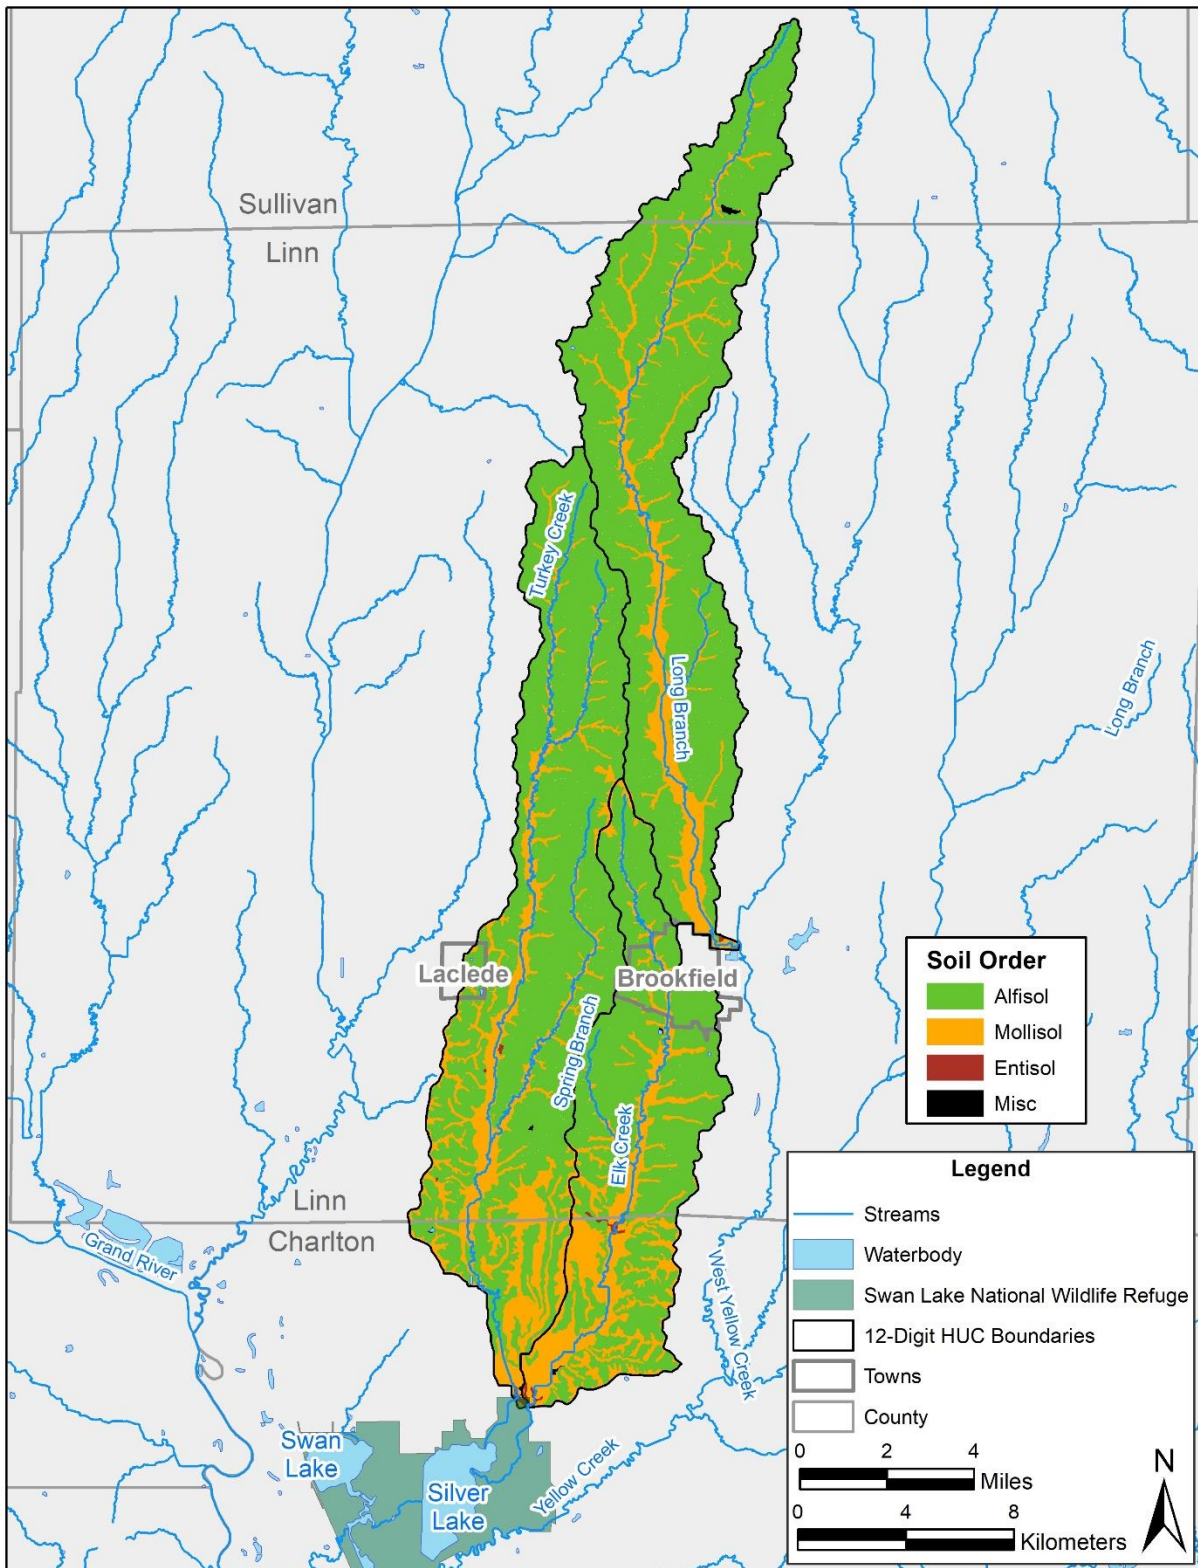 Sullivan
Linn
Turkey Creek
Long Branch
Long Branch
Laclede
Brookfield
Spring Branch
Elk Creek
Soil Order
Alfisol
Mollisol
Entisol
Misc
Linn
Charlton
Grand River
West Yellow Creek
Swan
Lake
Silver
Lake
Yellow Creek
Legend
Streams
Waterbody
Swan Lake National Wildlife Refuge
12-Digit HUC Boundaries
Towns
County
0 2 4
Miles
0 4 8
Kilometers
N